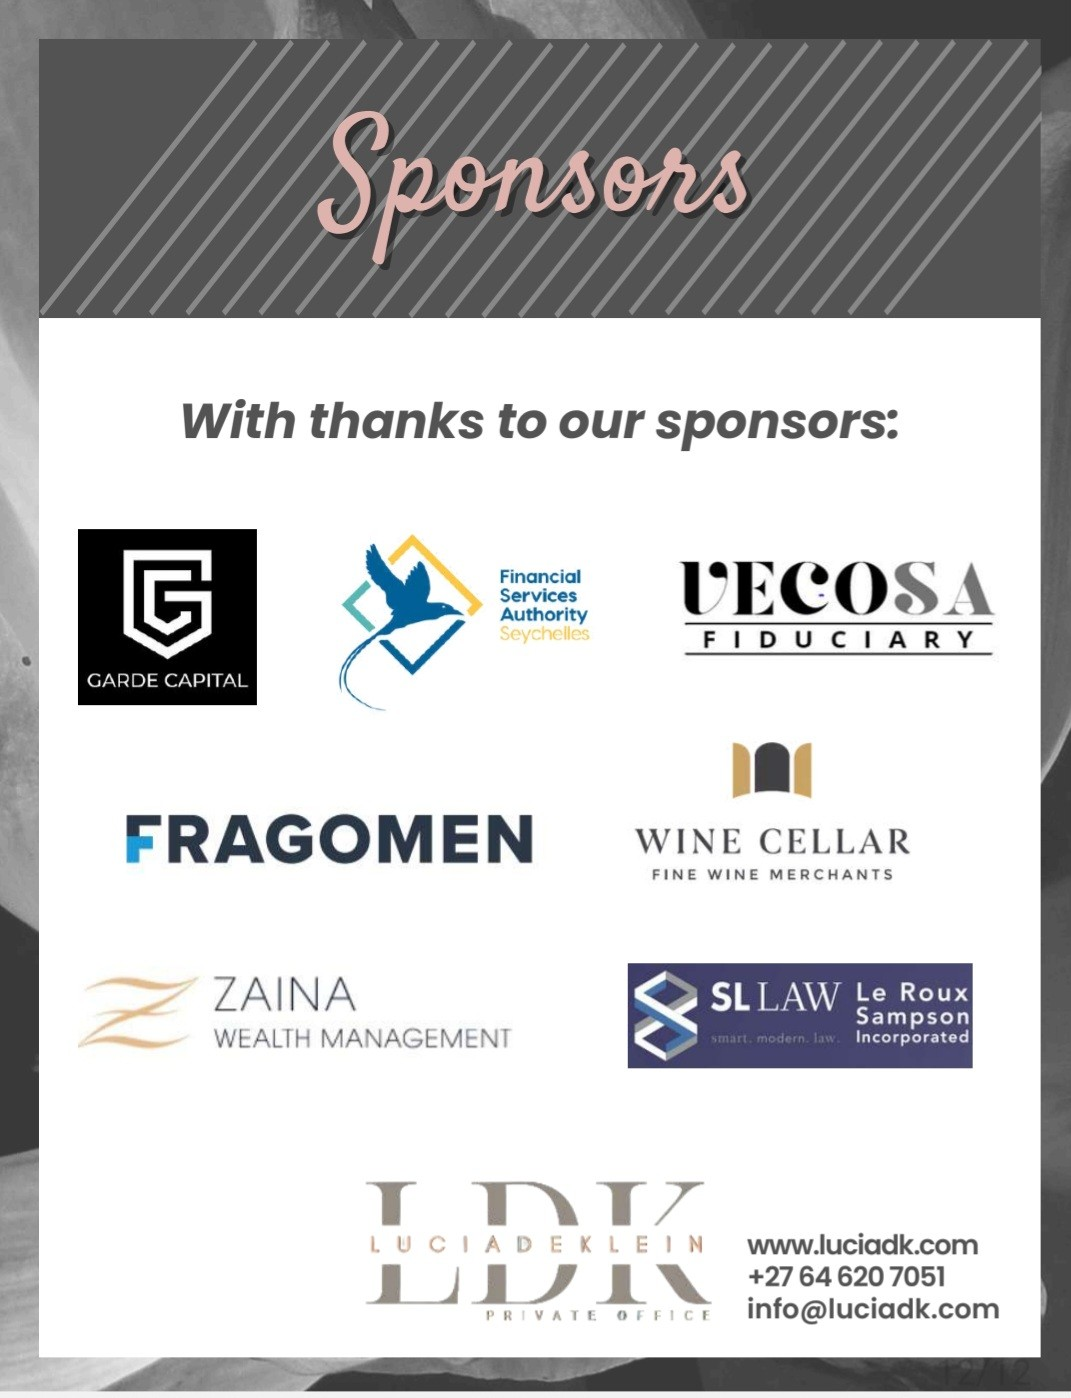 Sponsors
With thanks to our sponsors:
GARDE CAPITAL
Financial
Services
Authority
Seychelles
VECOSA
FIDUCIARY
FRAGOMEN
WINE CELLAR
FINE WINE MERCHANTS
ZAINA
WEALTH MANAGEMENT
SL LAW
smart. modern. law.
Le Roux
Sampson
Incorporated
LDK
LUCIADEKLEIN
PRIVATE OFFICE
www.luciadk.com
+27 64 620 7051
info@luciadk.com
12/12